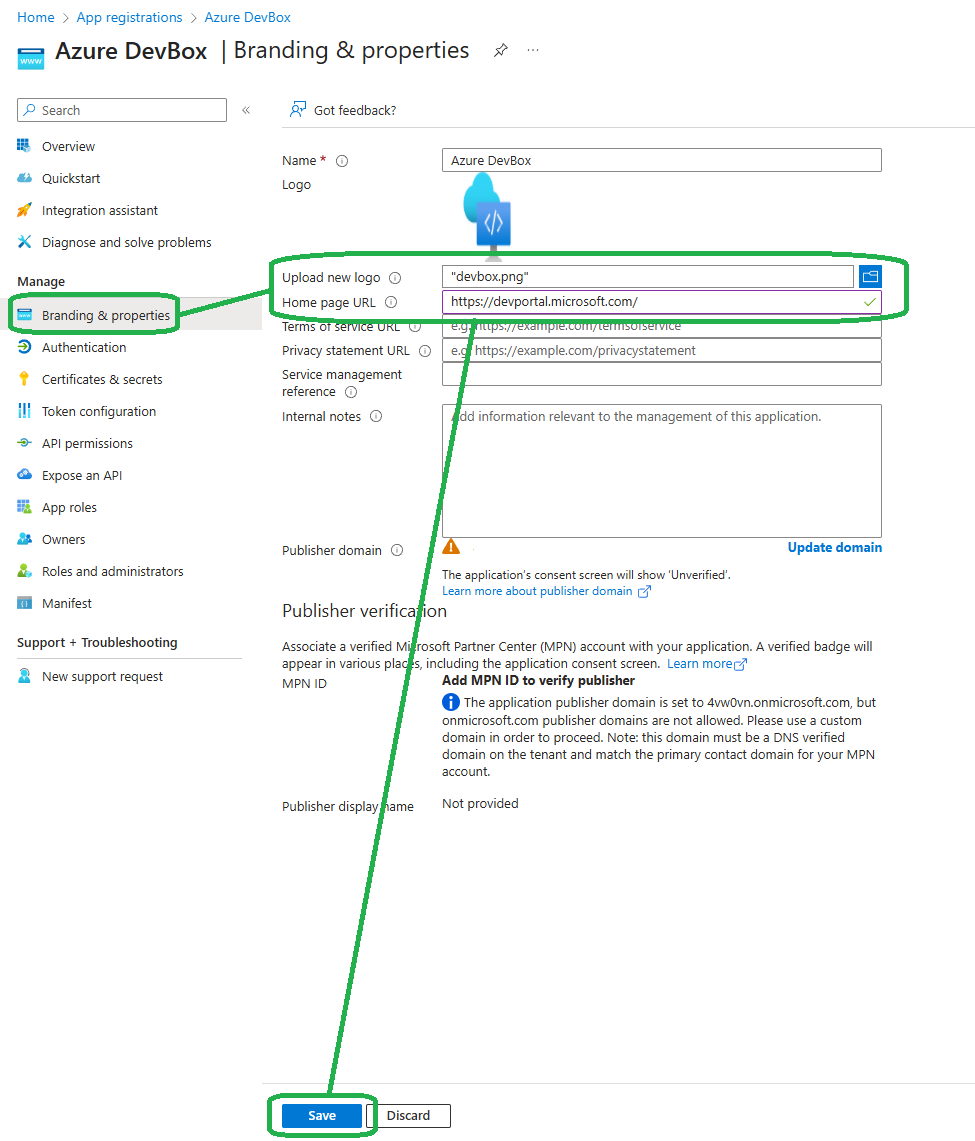 Home > App registrations > Azure DevBox
Azure DevBox | Branding & properties
Search
«
Got feedback?
Overview
Quickstart
Integration assistant
Diagnose and solve problems
Manage
Branding & properties
Authentication
Certificates & secrets
Token configuration
API permissions
Expose an API
App roles
Owners
Roles and administrators
Manifest
Support + Troubleshooting
New support request
Name *
Azure DevBox
Logo
Upload new logo
"devbox.png"
Home page URL
https://devportal.microsoft.com/
Terms of service URL
e.g. https://example.com/termsofservice
Privacy statement URL
e.g. https://example.com/privacystatement
Service management
reference
Internal notes
Add information relevant to the management of this application.
Publisher domain
Update domain
The application's consent screen will show 'Unverified'.
Learn more about publisher domain
Publisher verification
Associate a verified Microsoft Partner Center (MPN) account with your application. A verified badge will
appear in various places, including the application consent screen. Learn more
MPN ID
Add MPN ID to verify publisher
The application publisher domain is set to 4vw0vn.onmicrosoft.com, but
onmicrosoft.com publisher domains are not allowed. Please use a custom
domain in order to proceed. Note: this domain must be a DNS verified
domain on the tenant and match the primary contact domain for your MPN
account.
Publisher display name
Not provided
Save
Discard